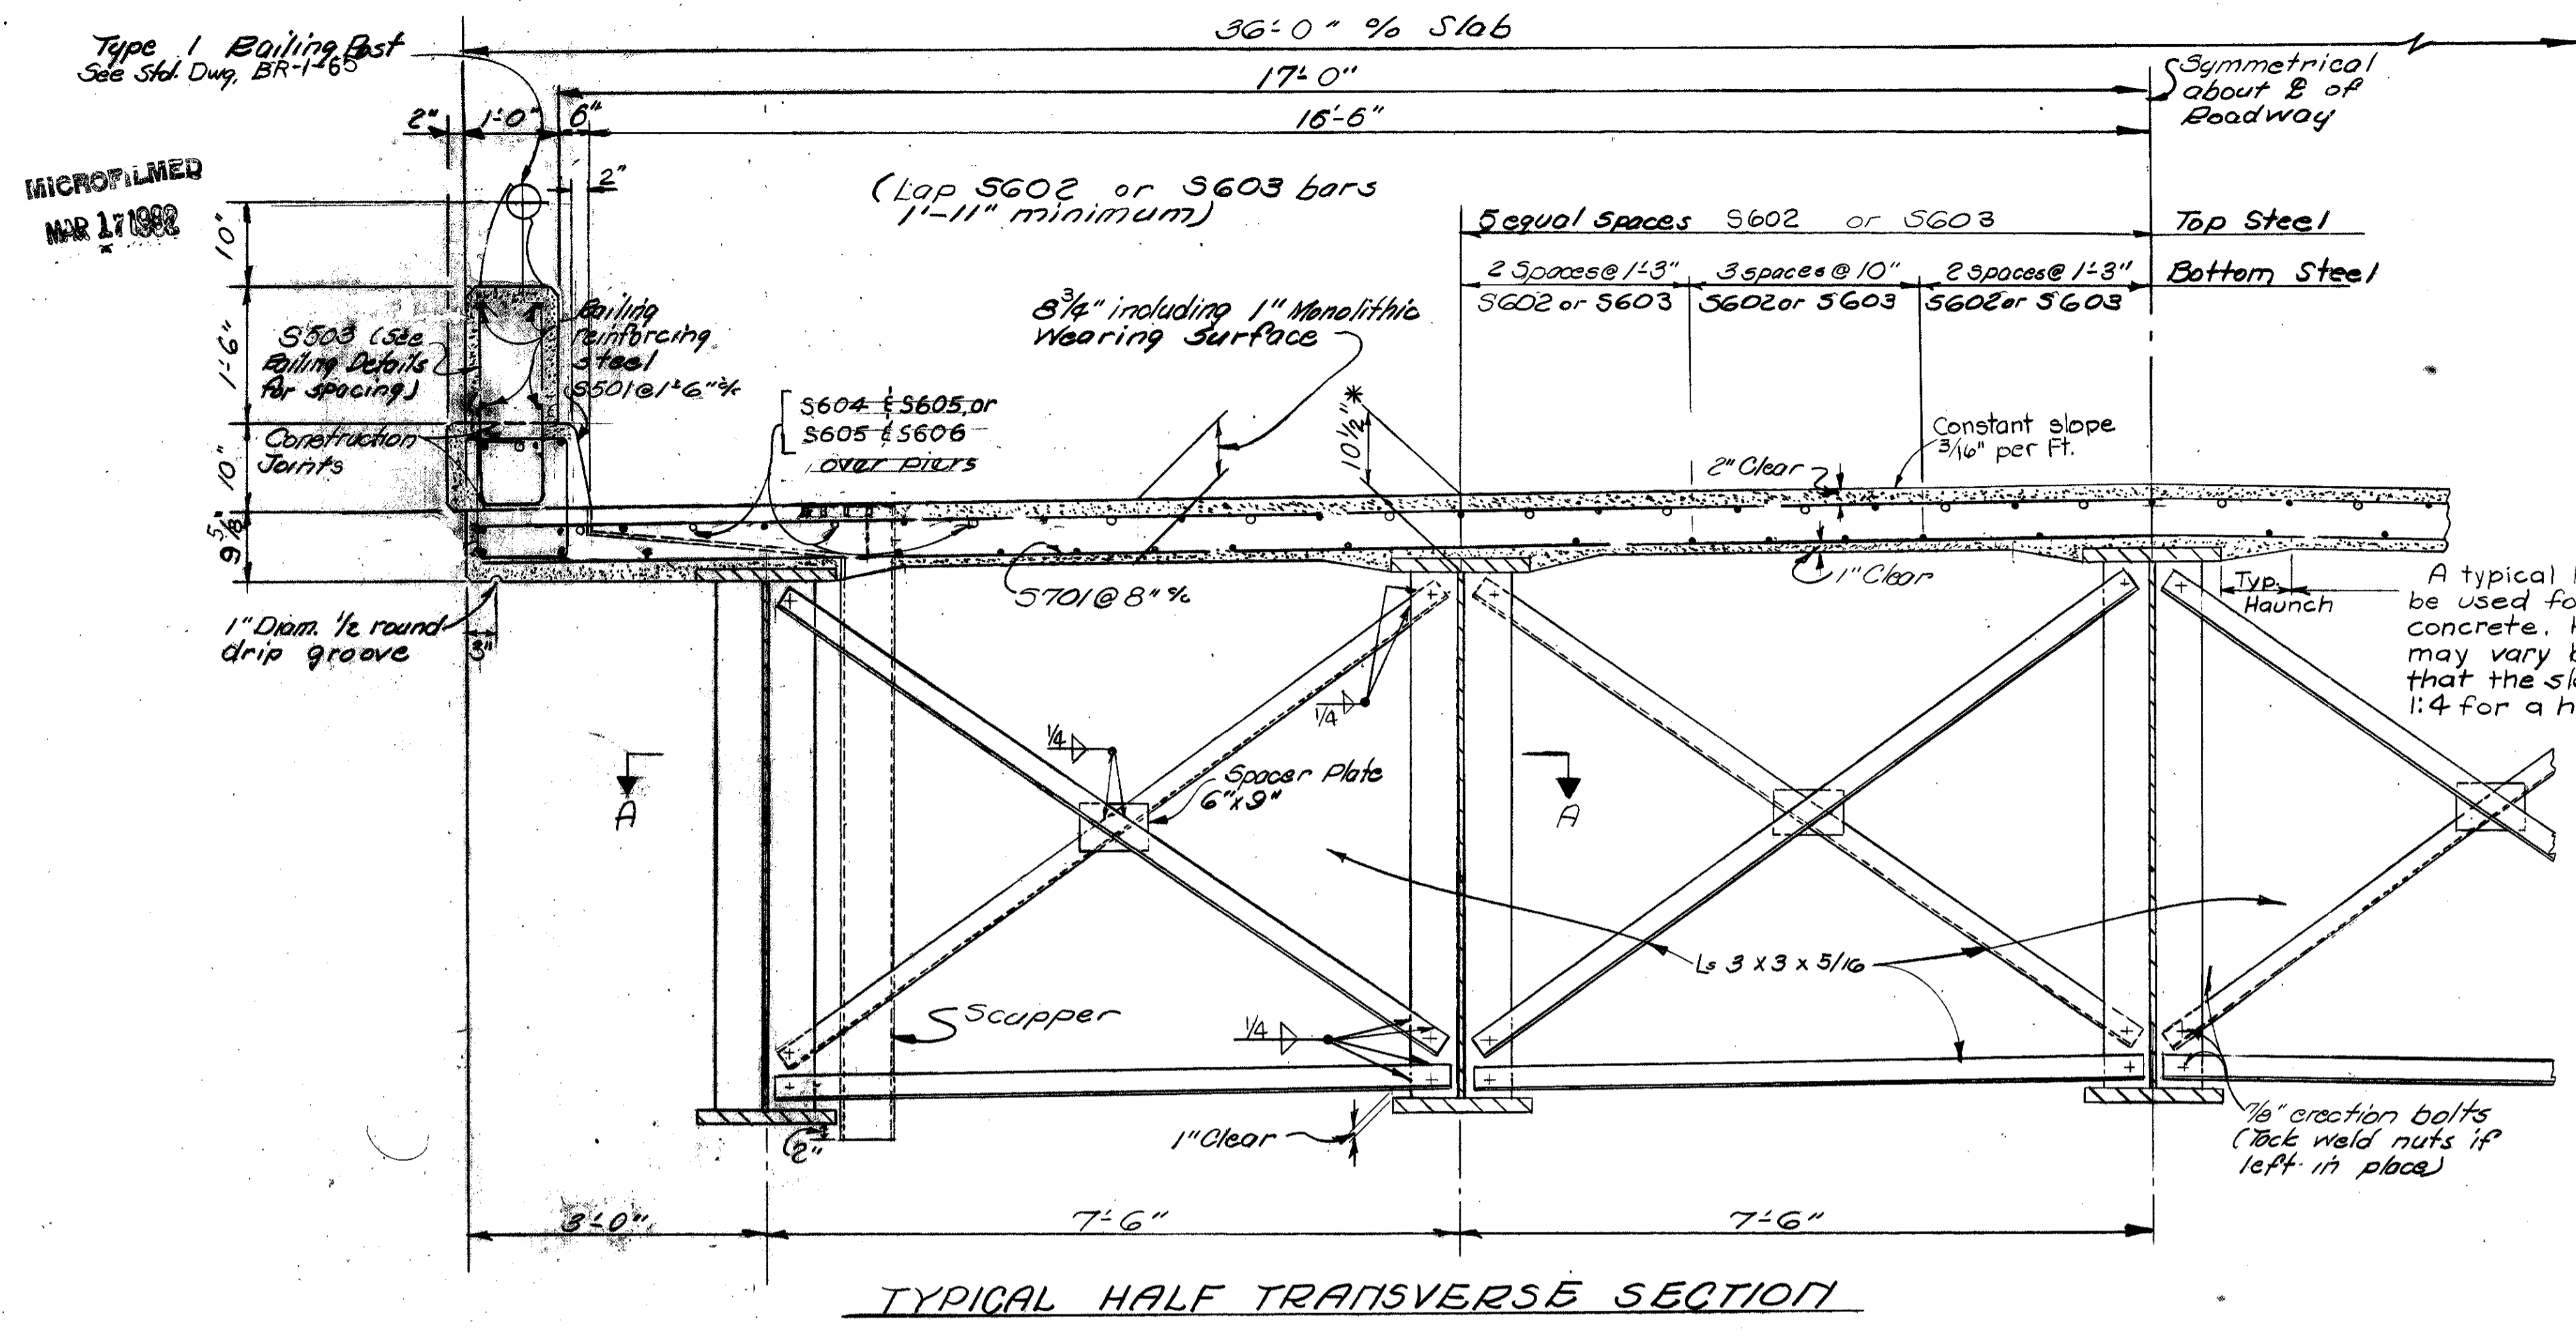 36'-0" o/o Slab
Type 1 Railing Post
See Std. Dwg. BR-1-65
17'-0"
Symmetrical
about ℄ of
Roadway
2"
1'-0"
6"
16'-6"
MICROFILMED
MAR 17 1982
2"
(Lap S602 or S603 bars
1'-11" minimum)
10"
5 equal spaces S602 or S603
Top Steel
2 Spaces @ 1'-3"
3 spaces @ 10"
2 spaces @ 1'-3"
Bottom Steel
S602 or S603
S602 or S603
S602 or S603
8 3/4" including 1" Monolithic
Wearing Surface
1'-6"
S503 (See
Railing Details
for spacing)
Railing
reinforcing
steel
S501 @ 1'-6" c/c
S604 & S605, or
S605 & S606
over piers
10 1/2" *
Constant slope
3/16" per Ft.
Construction
Joints
10"
2" Clear
9 5/8"
S701 @ 8" c/c
1" Clear
Typ.
Haunch
A typical
be used fo
concrete.
may vary b
that the sl
1:4 for a h
1" Diam. 1/2 round
drip groove
3"
1/4
1/4
Spacer Plate
6" x 9"
A
A
Ls 3 x 3 x 5/16
Scupper
1/4
7/8" erection bolts
(Tack weld nuts if
left in place)
1" Clear
2"
3'-0"
7'-6"
7'-6"
TYPICAL HALF TRANSVERSE SECTION